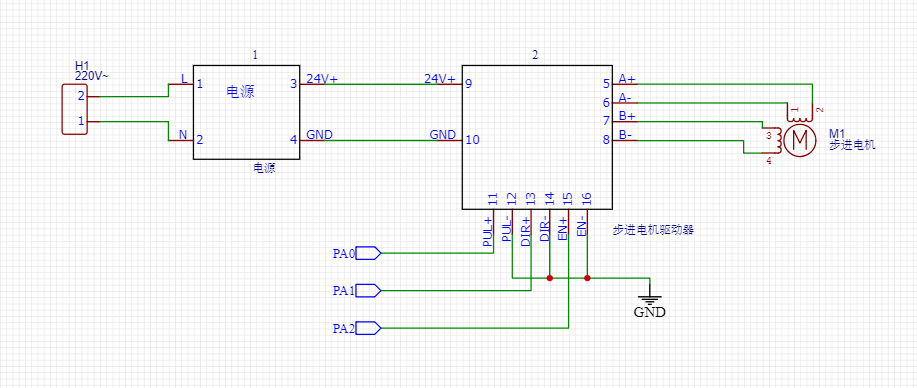 1
2
H1
220V~
2
1
L
N
1
电源
3
24V+
2
4
GND
电源
24V+
9
GND
10
5
A+
6
A-
7
B+
8
B-
1
2
3
4
M
M1
步进电机
11
12
13
14
15
16
PUL+
PUL-
DIR+
DIR-
EN+
EN-
步进电机驱动器
PA0
PA1
PA2
GND